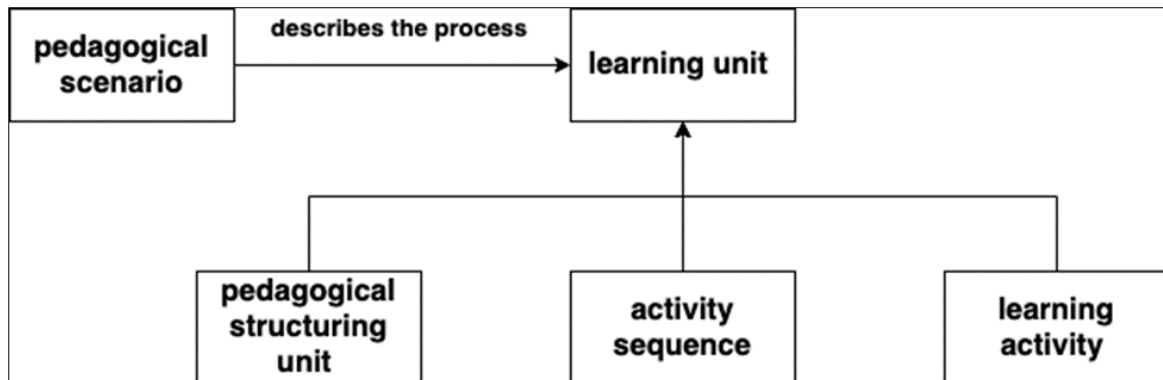 pedagogical
scenario
describes the process
learning unit
pedagogical
structuring
unit
activity
sequence
learning
activity